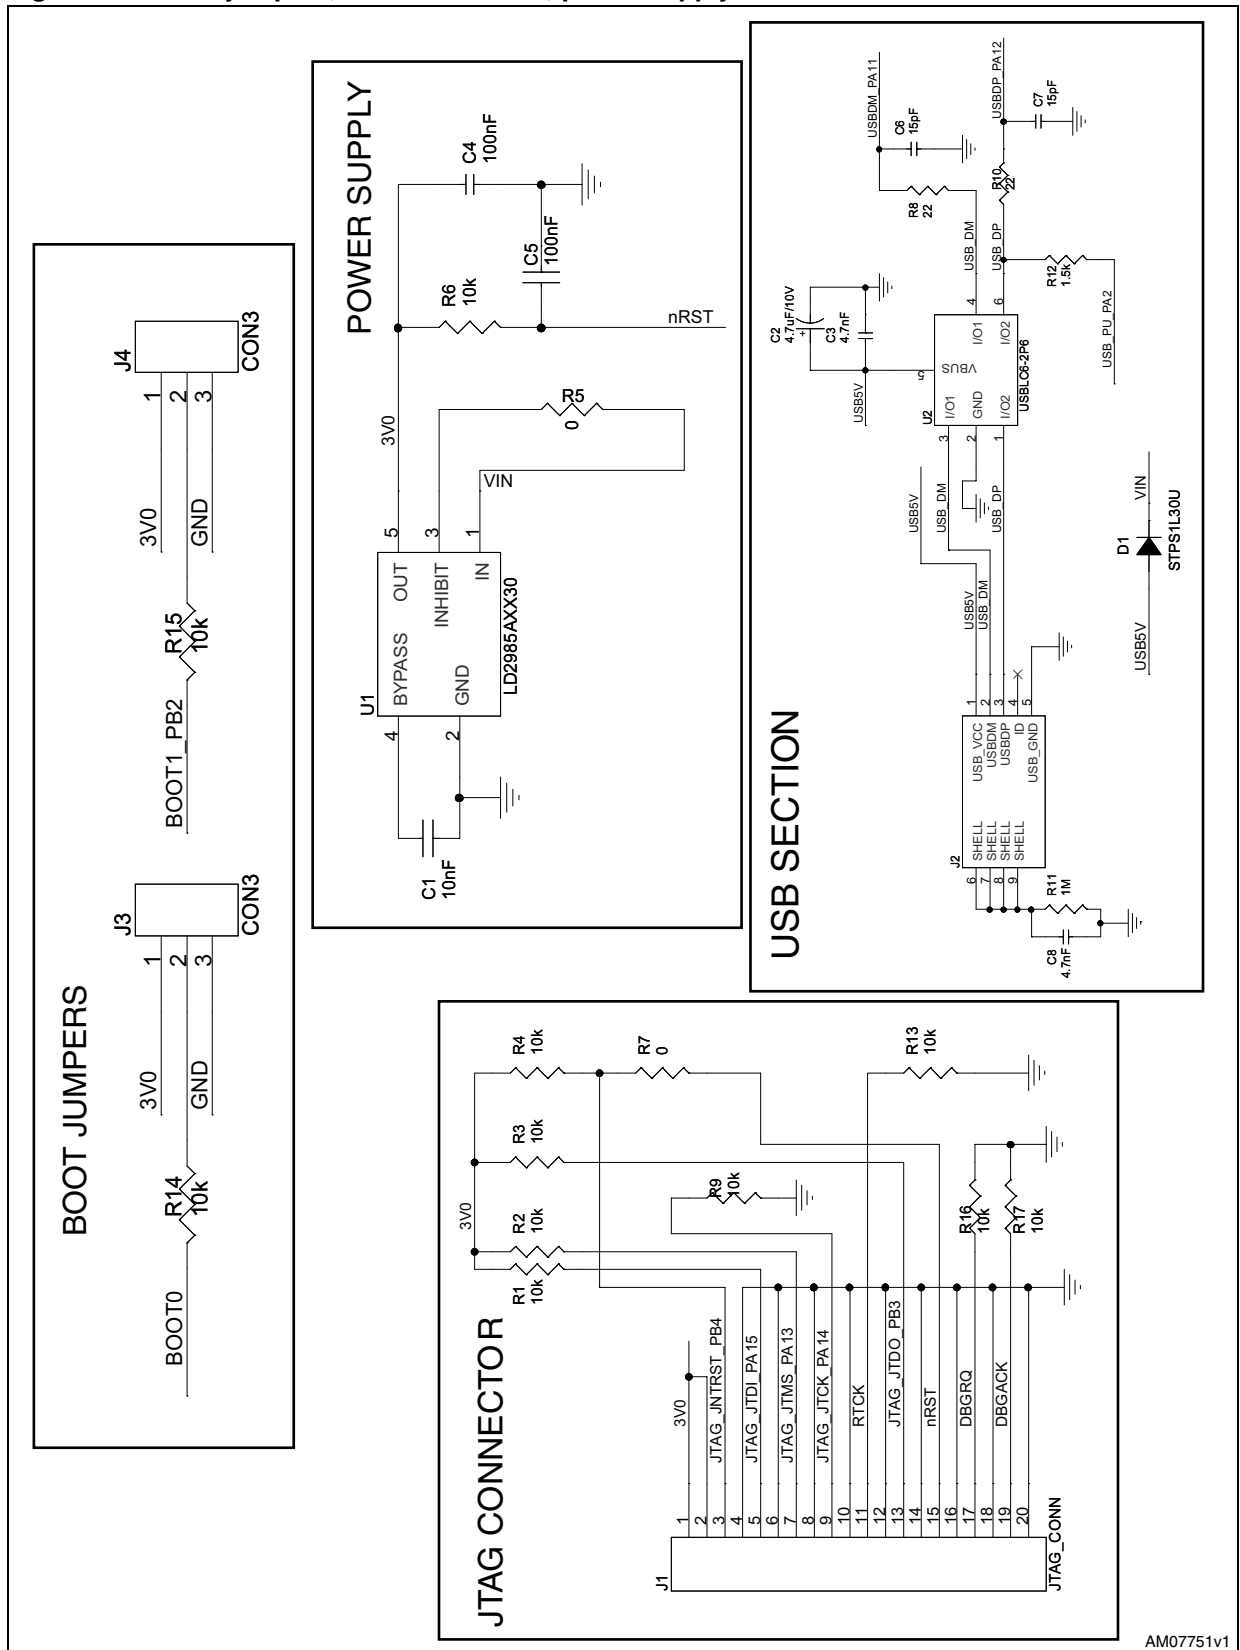 BOOT JUMPERS
BOOT0
R14
10k
3V0
GND
1
2
3
J3
CON3
BOOT1_PB2
R15
10k
3V0
GND
1
2
3
J4
CON3
POWER SUPPLY
C1
10nF
4
2
U1
BYPASS
GND
OUT
INHIBIT
IN
LD2985AXX30
5
3
1
3V0
VIN
R5
0
R6
10k
C5
100nF
C4
100nF
nRST
JTAG CONNECTOR
J1
JTAG_CONN
1
2
3
4
5
6
7
8
9
10
11
12
13
14
15
16
17
18
19
20
3V0
JTAG_JNTRST_PB4
JTAG_JTDI_PA15
JTAG_JTMS_PA13
JTAG_JTCK_PA14
RTCK
JTAG_JTDO_PB3
nRST
DBGRQ
DBGACK
R1
10k
R2
10k
3V0
R3
10k
R4
10k
R9
10k
R7
0
R13
10k
R16
10k
R17
10k
USB SECTION
C8
4.7nF
R11
1M
6
7
8
9
J2
SHELL
SHELL
SHELL
SHELL
USB_VCC
USBDM
USBDP
ID
USB_GND
1
2
3
4
5
USB5V
USB_DM
USB5V
USB_DM
USB_DP
3
2
1
U2
I/O1
GND
I/O2
VBUS
I/O1
I/O2
USBLC6-2P6
5
4
6
USB5V
C2
4.7uF/10V
C3
4.7nF
USB_DM
USB_DP
R8
22
R10
22
R12
1.5k
USB_PU_PA2
C6
15pF
C7
15pF
USBDM_PA11
USBDP_PA12
USB5V
D1
STPS1L30U
VIN
AM07751v1